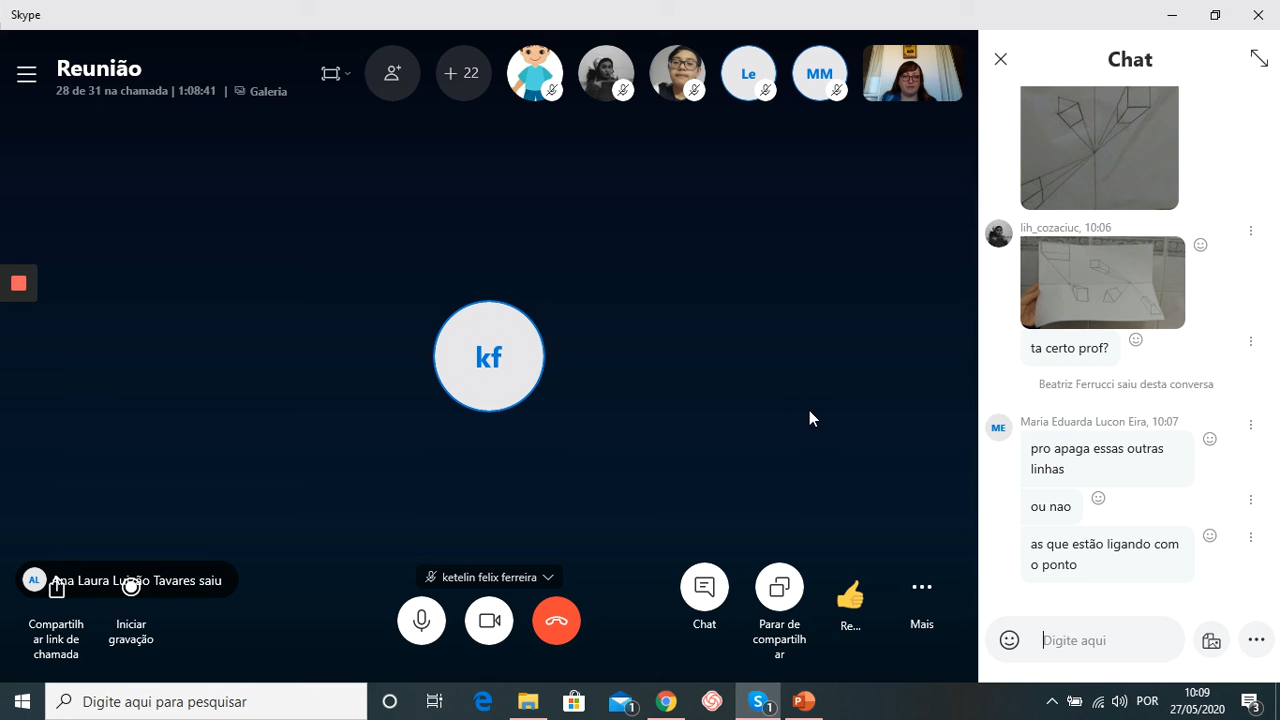 Skype
Reunião
28 de 31 na chamada | 1:08:41 | Galeria
+ 22
Le
MM
kf
AL Ana Laura Luizão Tavares saiu
ketelin felix ferreira
Compartilh
ar link de
chamada
Iniciar
gravação
Chat
Parar de
compartilh
ar
Re...
Mais
Chat
lih_cozaciuc, 10:06
ta certo prof?
Beatriz Ferrucci saiu desta conversa
ME
Maria Eduarda Lucon Eira, 10:07
pro apaga essas outras
linhas
ou nao
as que estão ligando com
o ponto
Digite aqui
Digite aqui para pesquisar
1
1
POR
10:09
27/05/2020
3